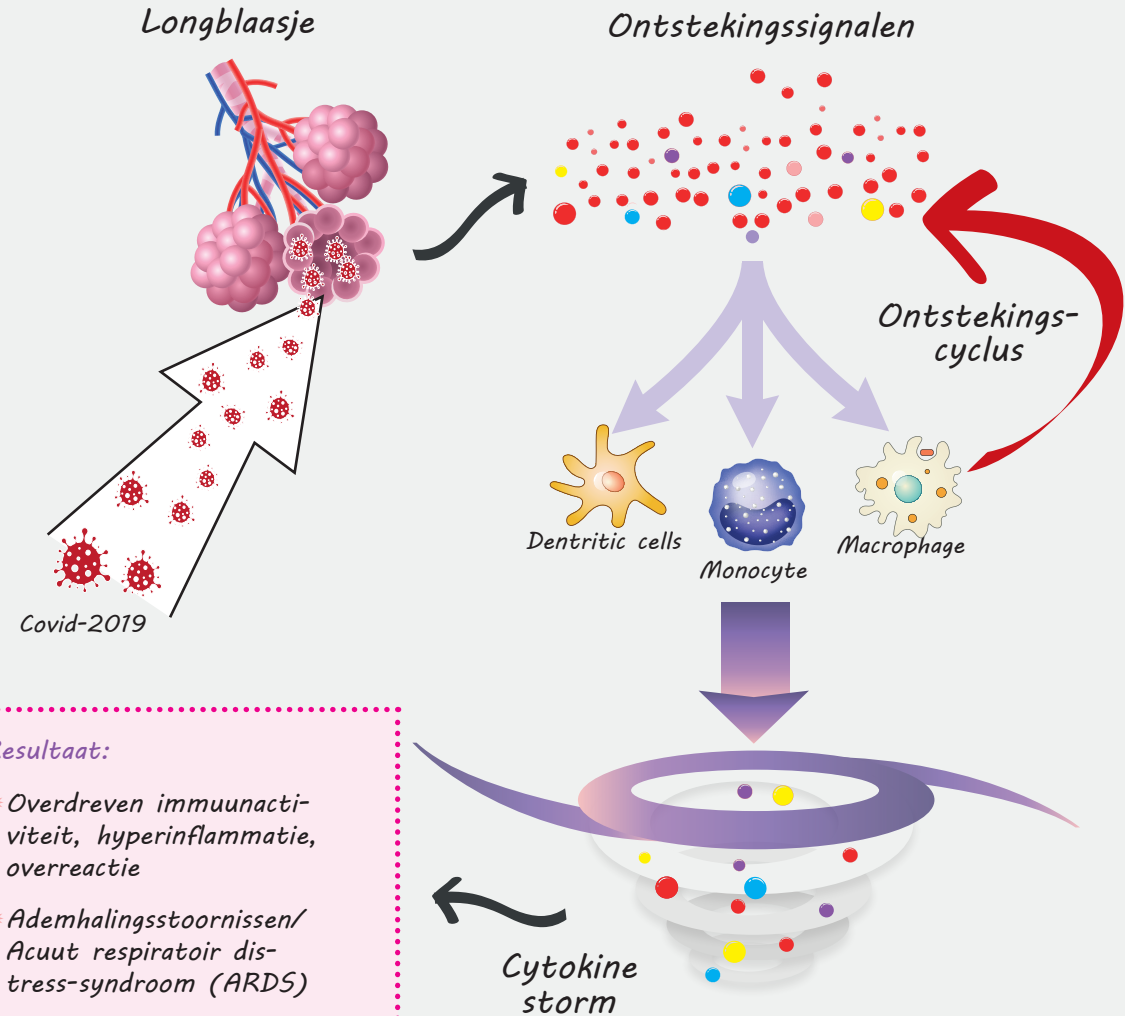 Longblaasje
Ontstekingssignalen
Ontstekings-
cyclus
Dentritic cells
Monocyte
Macrophage
Covid-2019
esultaat:
Overdreven immuunacti-
viteit, hyperinflammatie,
overreactie
Ademhalingsstoornissen/
Acuut respiratoir dis-
tress-syndroom (ARDS)
Cytokine
storm